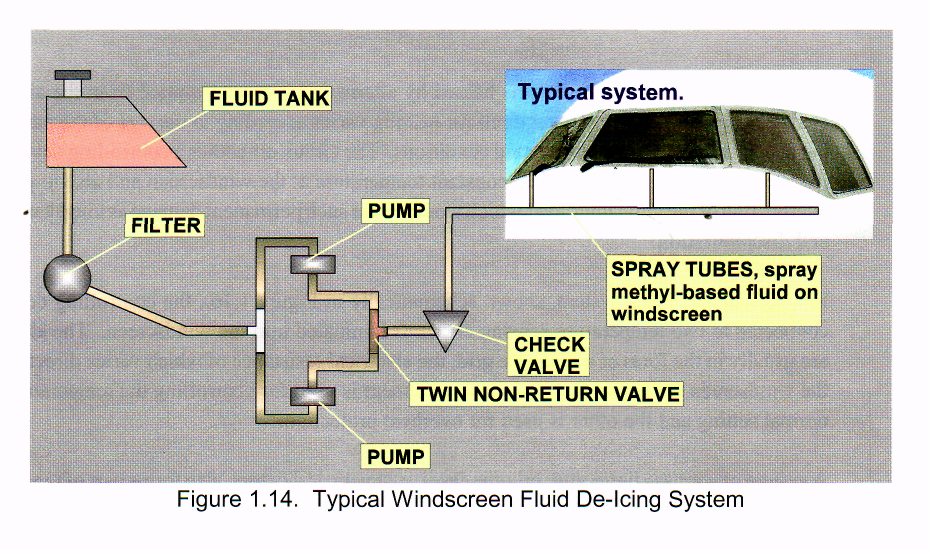 Typical system.
FLUID TANK
PUMP
FILTER
SPRAY TUBES, spray
methyl-based fluid on
windscreen
CHECK
VALVE
TWIN NON-RETURN VALVE
PUMP
Figure 1.14. Typical Windscreen Fluid De-Icing System